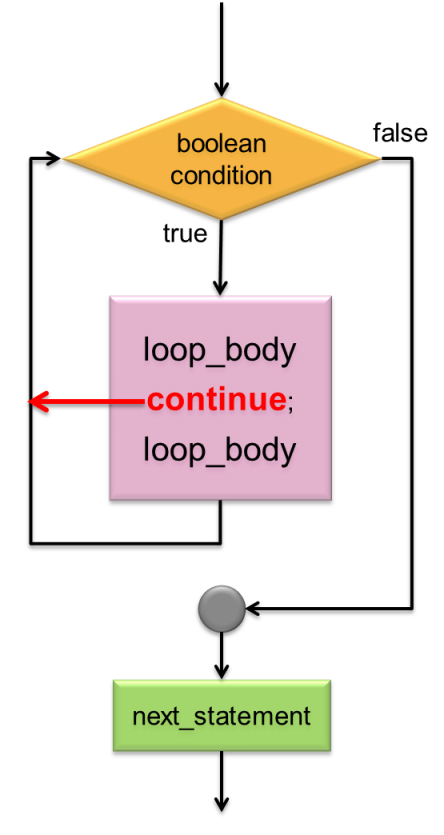 boolean
condition
false
true
loop_body
continue;
loop_body
next_statement